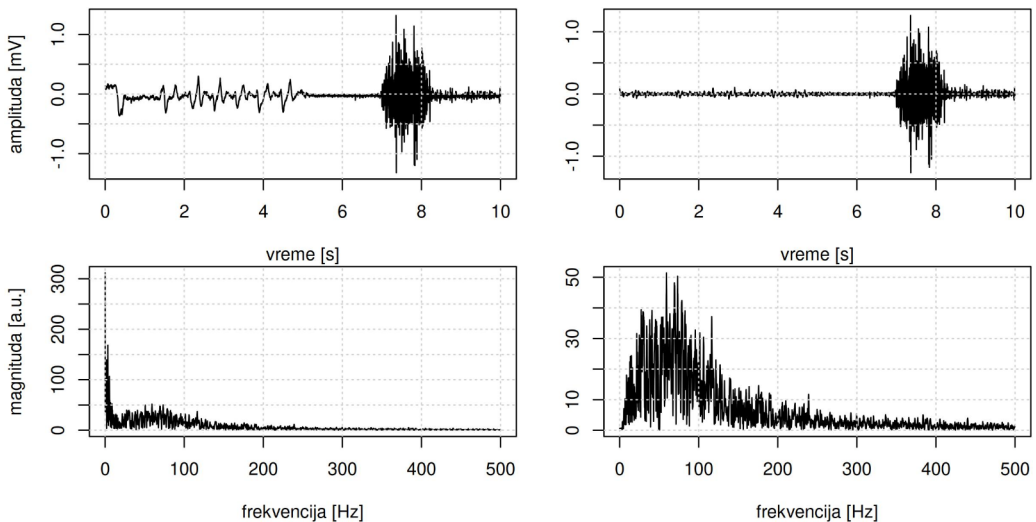 amplituda [mV]
1.0
0.0
-1.0
0 2 4 6 8 10
vreme [s]
1.0
0.0
-1.0
0 2 4 6 8 10
vreme [s]
magnituda [a.u.]
300
200
100
0
0 100 200 300 400 500
frekvencija [Hz]
50
30
10
0
0 100 200 300 400 500
frekvencija [Hz]